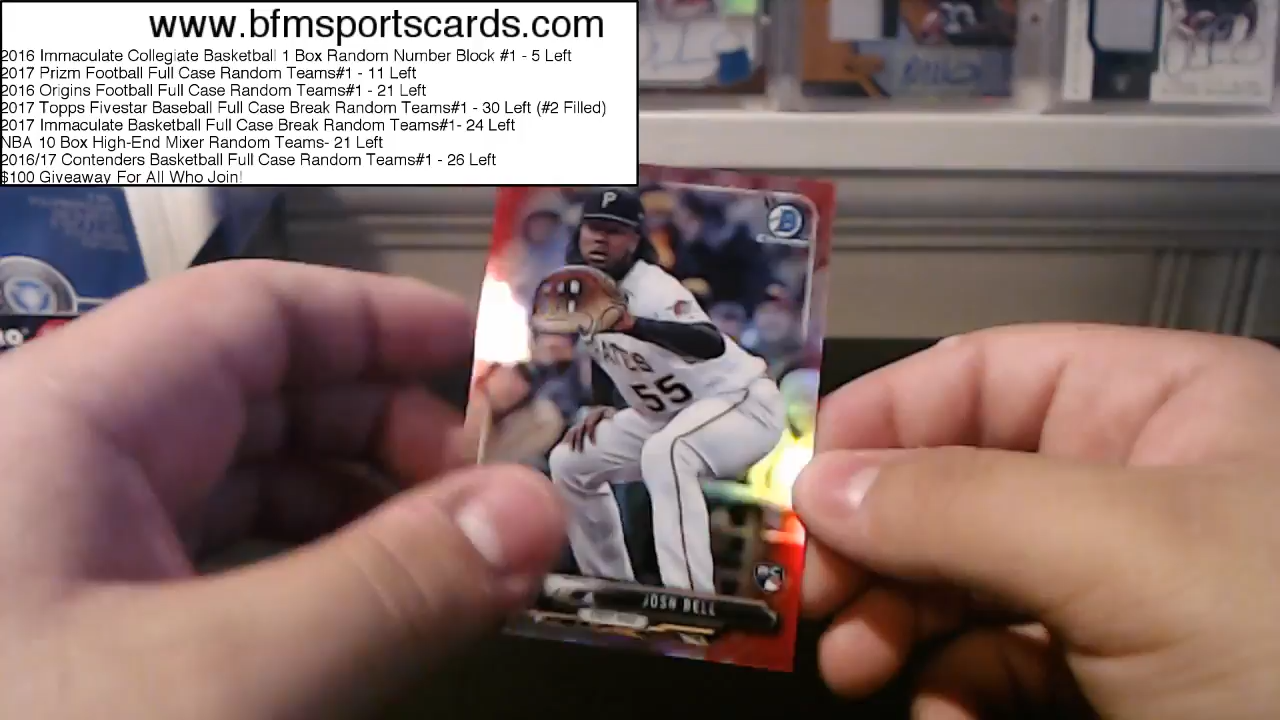 www.bfmsportscards.com
2016 Immaculate Collegiate Basketball 1 Box Random Number Block #1 - 5 Left
2017 Prizm Football Full Case Random Teams#1 - 11 Left
2016 Origins Football Full Case Random Teams#1 - 21 Left
2017 Topps Fivestar Baseball Full Case Break Random Teams#1 - 30 Left (#2 Filled)
2017 Immaculate Basketball Full Case Break Random Teams#1- 24 Left
NBA 10 Box High-End Mixer Random Teams- 21 Left
2016/17 Contenders Basketball Full Case Random Teams#1 - 26 Left
$100 Giveaway For All Who Join!
P
B
55
RC
JOSH BELL